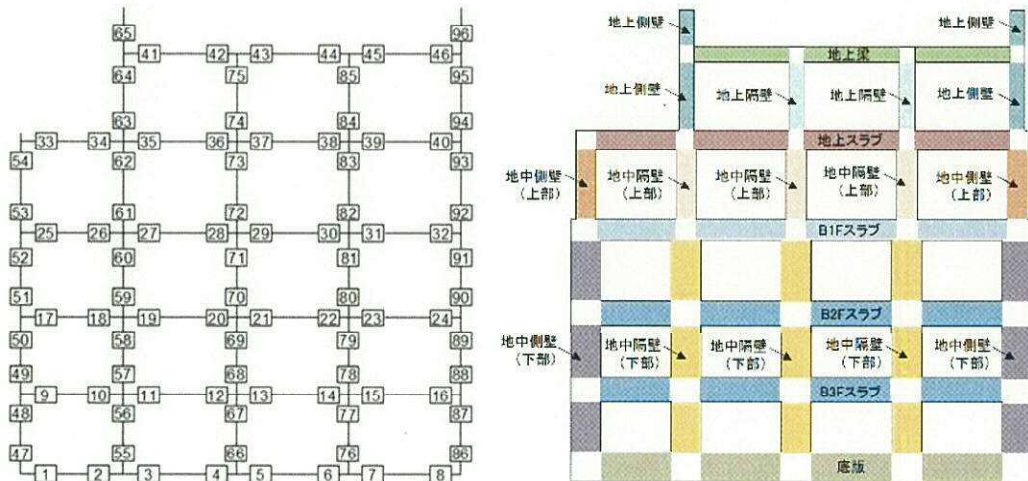 65 96
41 42 43 44 45 46
64 75 85 95
63 74 84 94
33 34 35 36 37 38 39 40
54 62 73 83 93
53 61 72 82 92
25 26 27 28 29 30 31 32
52 60 71 81 91
51 59 70 80 90
17 18 19 20 21 22 23 24
50 58 69 79 89
49 57 68 78 88
9 10 11 12 13 14 15 16
48 56 67 77 87
47 55 66 76 86
1 2 3 4 5 6 7 8
地上側壁 地上側壁
地上梁
地上側壁 地上隔壁 地上隔壁 地上側壁
地上スラブ
地中側壁 地中隔壁 地中隔壁 地中隔壁 地中側壁
(上部) (上部) (上部) (上部) (上部)
B1Fスラブ
B2Fスラブ
地中側壁 地中隔壁 地中隔壁 地中隔壁 地中側壁
(下部) (下部) (下部) (下部) (下部)
B3Fスラブ
底版